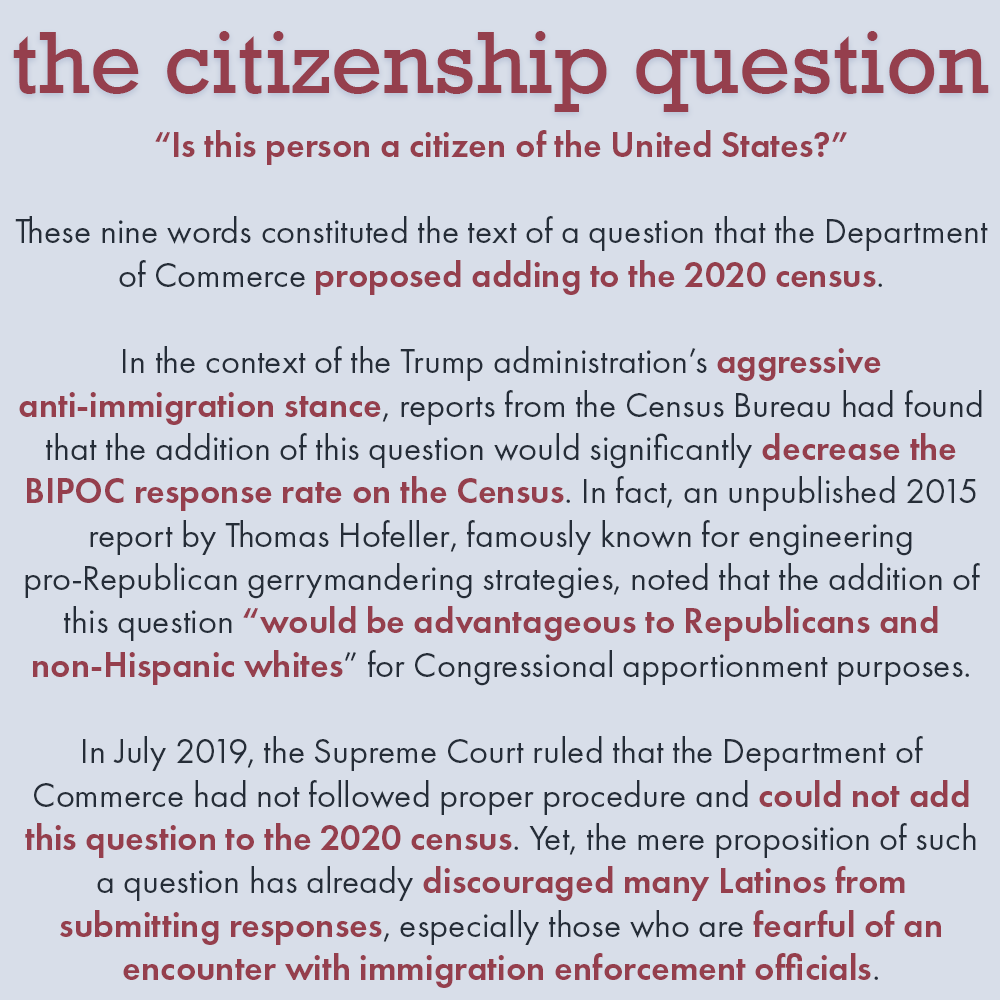 the citizenship question
“Is this person a citizen of the United States?”
These nine words constituted the text of a question that the Department
of Commerce proposed adding to the 2020 census.
In the context of the Trump administration’s aggressive
anti-immigration stance, reports from the Census Bureau had found
that the addition of this question would significantly decrease the
BIPOC response rate on the Census. In fact, an unpublished 2015
report by Thomas Hofeller, famously known for engineering
pro-Republican gerrymandering strategies, noted that the addition of
this question “would be advantageous to Republicans and
non-Hispanic whites” for Congressional apportionment purposes.
In July 2019, the Supreme Court ruled that the Department of
Commerce had not followed proper procedure and could not add
this question to the 2020 census. Yet, the mere proposition of such
a question has already discouraged many Latinos from
submitting responses, especially those who are fearful of an
encounter with immigration enforcement officials.